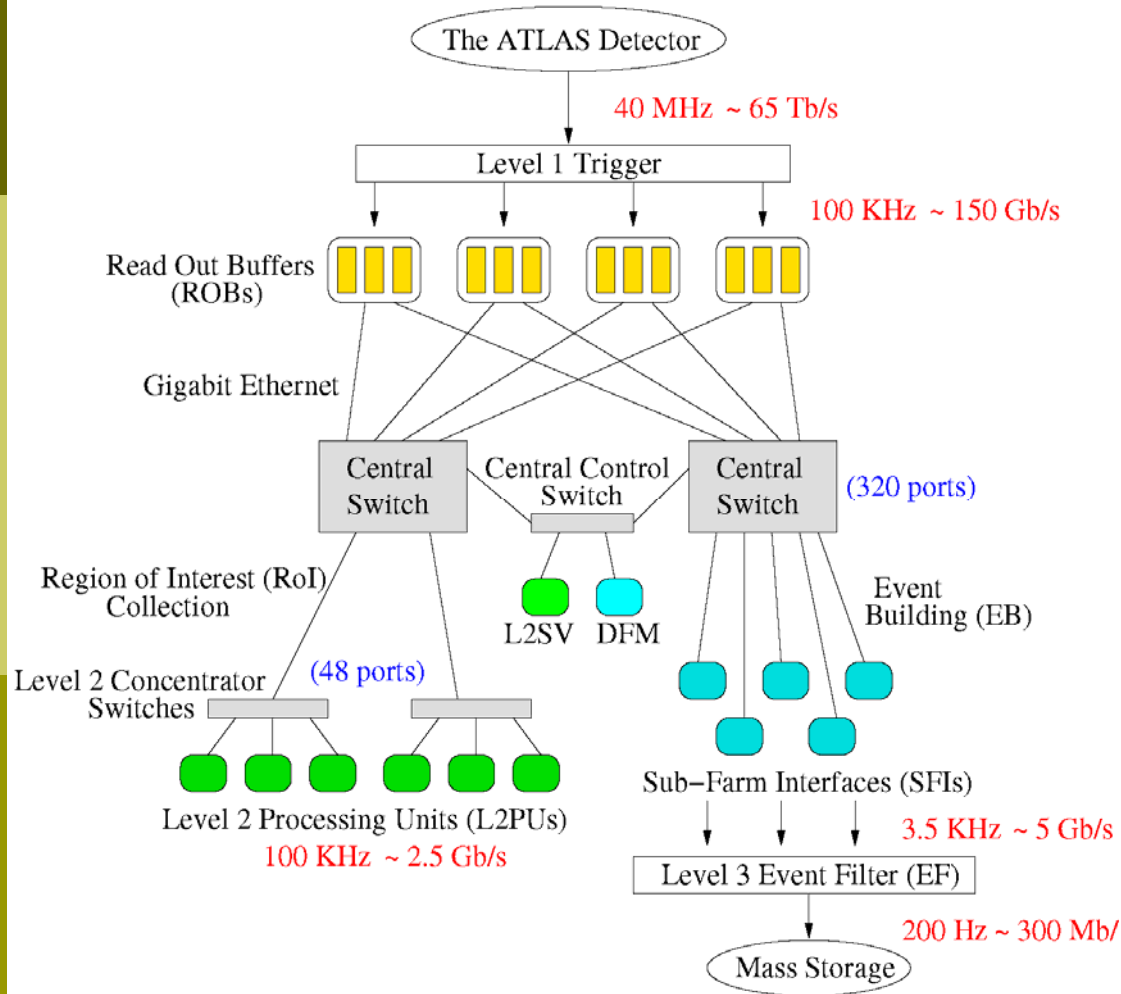 The ATLAS Detector
40 MHz ~ 65 Tb/s
Level 1 Trigger
100 KHz ~ 150 Gb/s
Read Out Buffers
(ROBs)
Gigabit Ethernet
Central
Switch
Central Control
Switch
Central
Switch
(320 ports)
Region of Interest (RoI)
Collection
L2SV
DFM
Event
Building (EB)
Level 2 Concentrator
Switches
(48 ports)
Level 2 Processing Units (L2PUs)
100 KHz ~ 2.5 Gb/s
Sub−Farm Interfaces (SFIs)
3.5 KHz ~ 5 Gb/s
Level 3 Event Filter (EF)
200 Hz ~ 300 Mb/
Mass Storage